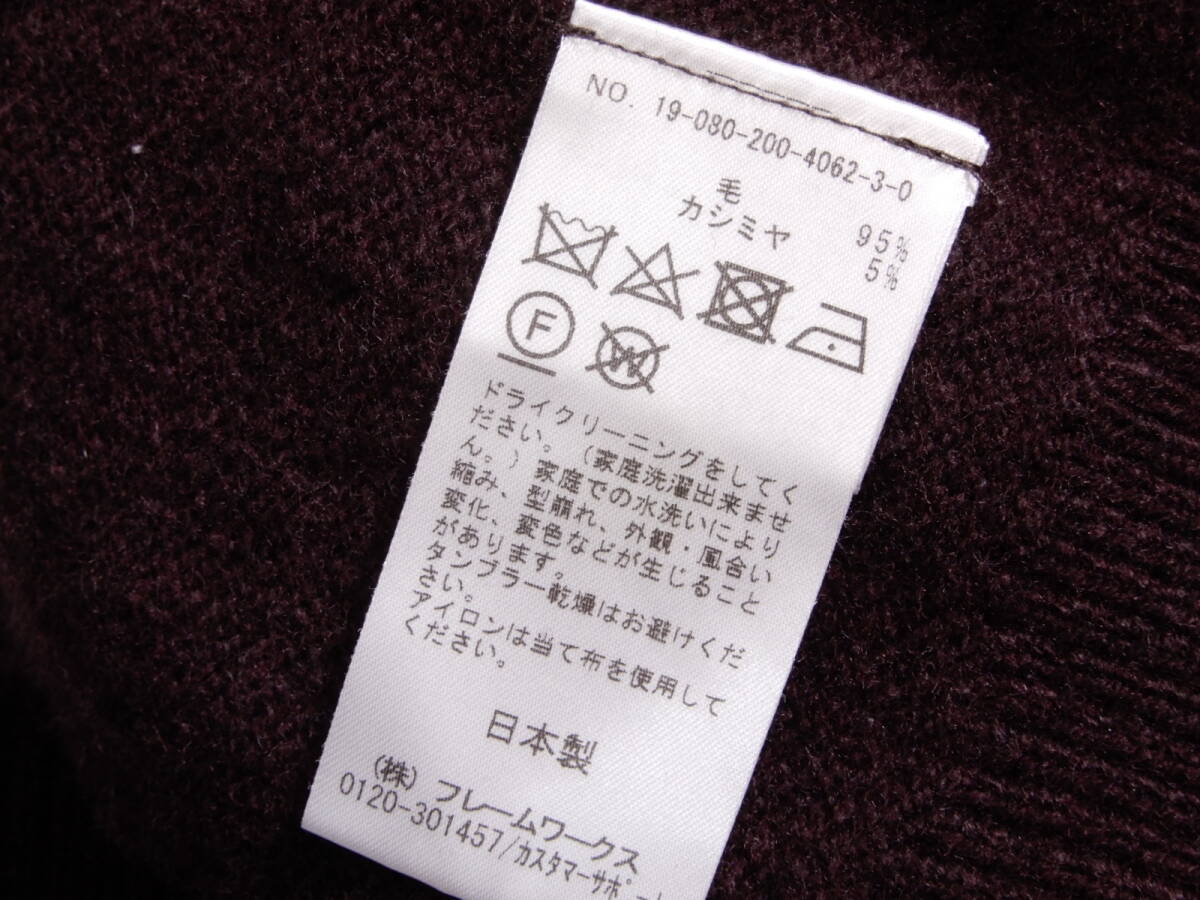 NO. 19-080-200-4062-3-0
毛 95%
カシミヤ 5%
F
W
ドライクリーニングをしてく
ださい。(家庭洗濯出来ませ
ん。)家庭での水洗いにより
縮み、型崩れ、外観・風合い
変化、変色などが生じること
があります。
タンブラー乾燥はお避けくだ
さい。
アイロンは当て布を使用して
ください。
日本製
(株)フレームワークス
0120-301457/カスタマーサポート